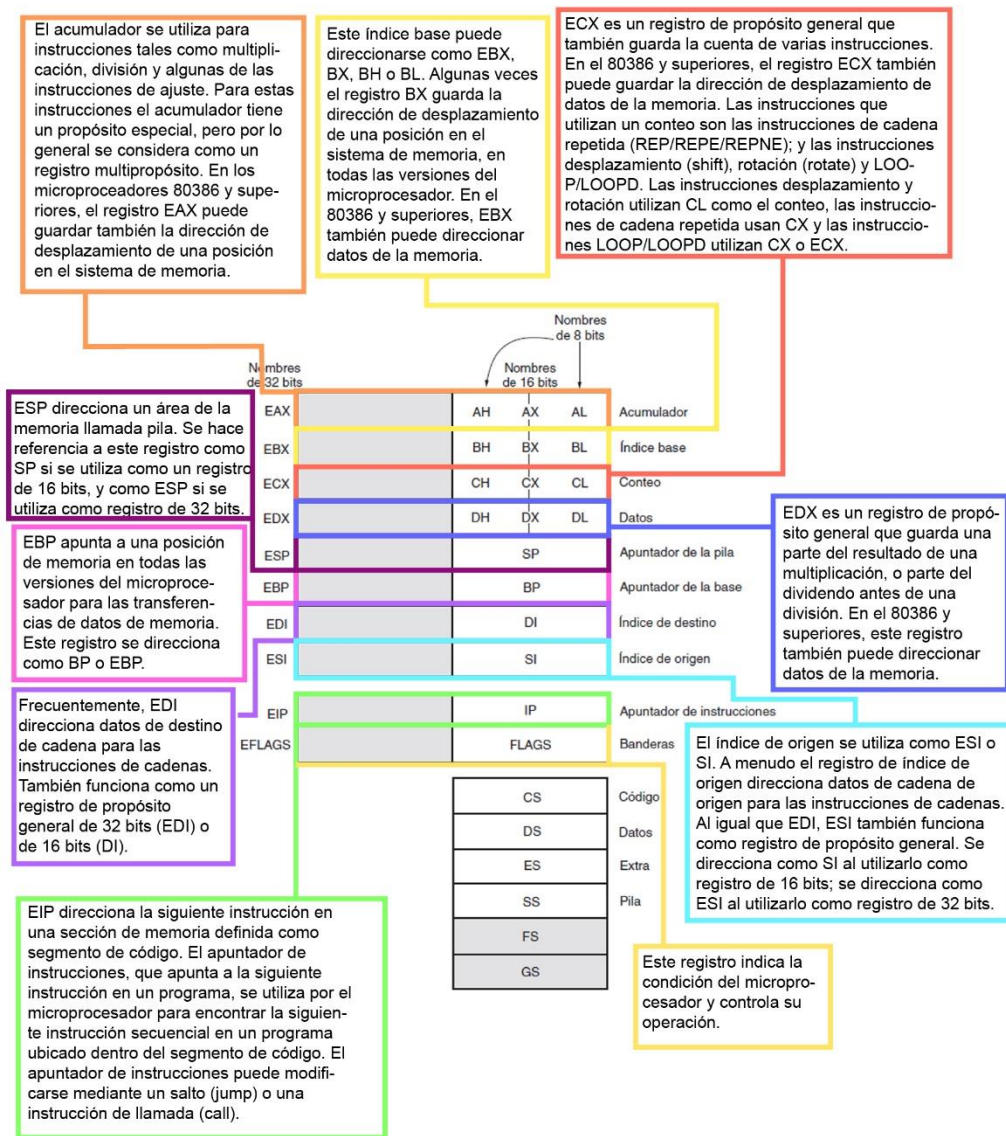 El acumulador se utiliza para
instrucciones tales como multipli-
cación, división y algunas de las
instrucciones de ajuste. Para estas
instrucciones el acumulador tiene
un propósito especial, pero por lo
general se considera como un
registro multipropósito. En los
microproceadores 80386 y supe-
riores, el registro EAX puede
guardar también la dirección de
desplazamiento de una posición
en el sistema de memoria.
Este índice base puede
direccionarse como EBX,
BX, BH o BL. Algunas veces
el registro BX guarda la
dirección de desplazamiento
de una posición en el
sistema de memoria, en
todas las versiones del
microprocesador. En el
80386 y superiores, EBX
también puede direccionar
datos de la memoria.
ECX es un registro de propósito general que
también guarda la cuenta de varias instrucciones.
En el 80386 y superiores, el registro ECX también
puede guardar la dirección de desplazamiento de
datos de la memoria. Las instrucciones que
utilizan un conteo son las instrucciones de cadena
repetida (REP/REPE/REPNE); y las instrucciones
desplazamiento (shift), rotación (rotate) y LOO-
P/LOOPD. Las instrucciones desplazamiento y
rotación utilizan CL como el conteo, las instruccio-
nes de cadena repetida usan CX y las instruccio-
nes LOOP/LOOPD utilizan CX o ECX.
Nombres
de 8 bits
Nombres
de 32 bits
Nombres
de 16 bits
EAX AH AX AL Acumulador
EBX BH BX BL Índice base
ECX CH CX CL Conteo
EDX DH DX DL Datos
ESP SP Apuntador de la pila
EBP BP Apuntador de la base
EDI DI Índice de destino
ESI SI Índice de origen
EIP IP Apuntador de instrucciones
EFLAGS FLAGS Banderas
CS Código
DS Datos
ES Extra
SS Pila
FS
GS
ESP direcciona un área de la
memoria llamada pila. Se hace
referencia a este registro como
SP si se utiliza como un registro
de 16 bits, y como ESP si se
utiliza como registro de 32 bits.
EBP apunta a una posición
de memoria en todas las
versiones del microproce-
sador para las transferen-
cias de datos de memoria.
Este registro se direcciona
como BP o EBP.
Frecuentemente, EDI
direcciona datos de destino
de cadena para las
instrucciones de cadenas.
También funciona como un
registro de propósito
general de 32 bits (EDI) o
de 16 bits (DI).
EIP direcciona la siguiente instrucción en
una sección de memoria definida como
segmento de código. El apuntador de
instrucciones, que apunta a la siguiente
instrucción en un programa, se utiliza por el
microprocesador para encontrar la siguien-
te instrucción secuencial en un programa
ubicado dentro del segmento de código. El
apuntador de instrucciones puede modifi-
carse mediante un salto (jump) o una
instrucción de llamada (call).
EDX es un registro de propó-
sito general que guarda una
parte del resultado de una
multiplicación, o parte del
dividendo antes de una
división. En el 80386 y
superiores, este registro
también puede direccionar
datos de la memoria.
El índice de origen se utiliza como ESI o
SI. A menudo el registro de índice de
origen direcciona datos de cadena de
origen para las instrucciones de cadenas.
Al igual que EDI, ESI también funciona
como registro de propósito general. Se
direcciona como SI al utilizarlo como
registro de 16 bits; se direcciona como
ESI al utilizarlo como registro de 32 bits.
Este registro indica la
condición del micropro-
cesador y controla su
operación.